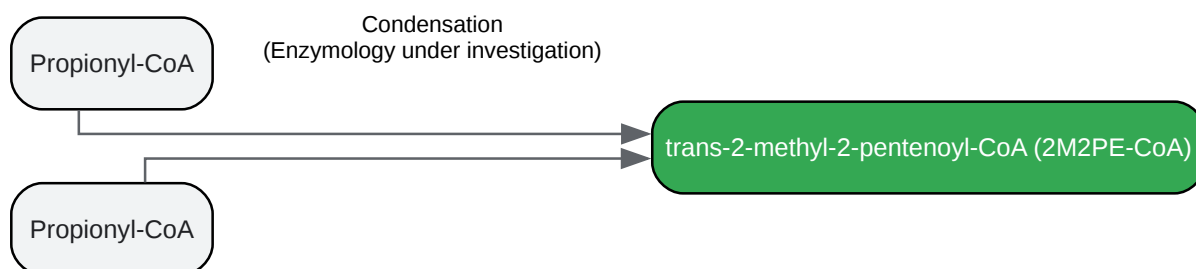 Condensation
(Enzymology under investigation)
Propionyl-CoA
trans-2-methyl-2-pentenoyl-CoA (2M2PE-CoA)
Propionyl-CoA